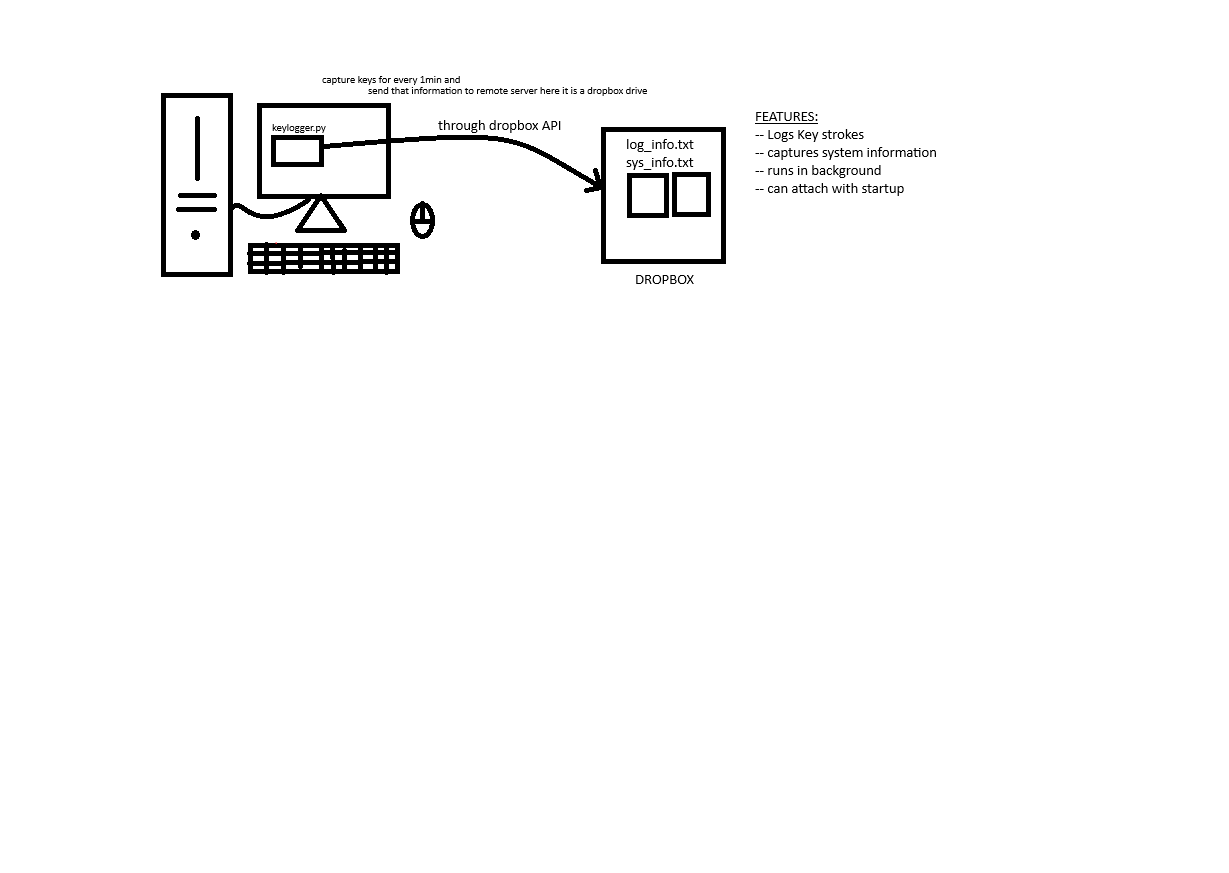 capture keys for every 1min and
send that information to remote server here it is a dropbox drive
keylogger.py
through dropbox API
log_info.txt
sys_info.txt
DROPBOX
FEATURES:
-- Logs Key strokes
-- captures system information
-- runs in background
-- can attach with startup